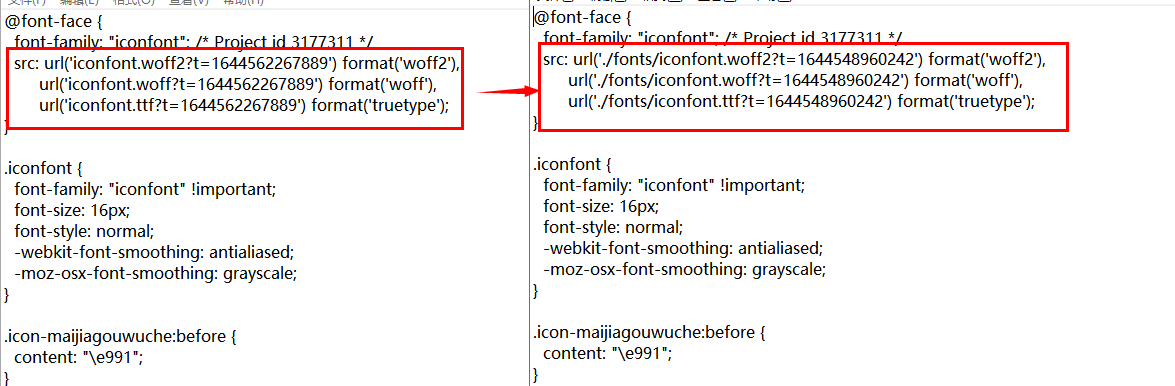 文件(F) 编辑(E) 格式(O) 查看(V) 帮助(H)
@font-face {
font-family: "iconfont"; /* Project id 3177311 */
src: url('iconfont.woff2?t=1644562267889') format('woff2'),
url('iconfont.woff?t=1644562267889') format('woff'),
url('iconfont.ttf?t=1644562267889') format('truetype');
}
.iconfont {
font-family: "iconfont" !important;
font-size: 16px;
font-style: normal;
-webkit-font-smoothing: antialiased;
-moz-osx-font-smoothing: grayscale;
}
.icon-maijiagouwuche:before {
content: "\e991";
}
@font-face {
font-family: "iconfont"; /* Project id 3177311 */
src: url('./fonts/iconfont.woff2?t=1644548960242') format('woff2'),
url('./fonts/iconfont.woff?t=1644548960242') format('woff'),
url('./fonts/iconfont.ttf?t=1644548960242') format('truetype');
}
.iconfont {
font-family: "iconfont" !important;
font-size: 16px;
font-style: normal;
-webkit-font-smoothing: antialiased;
-moz-osx-font-smoothing: grayscale;
}
.icon-maijiagouwuche:before {
content: "\e991";
}